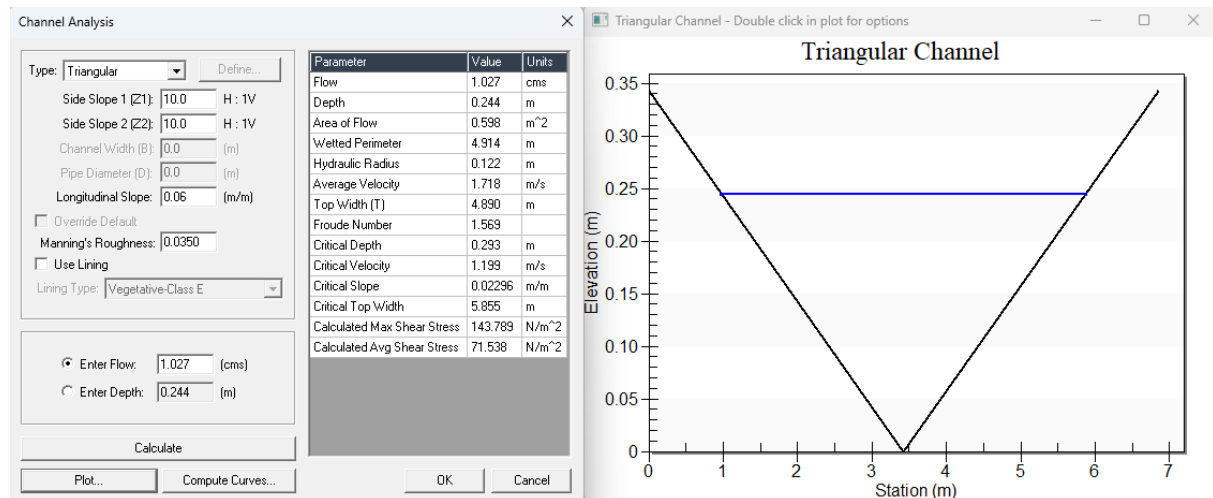 Channel Analysis
Type: Triangular Define...
Side Slope 1 (Z1): 10.0 H : 1V
Side Slope 2 (Z2): 10.0 H : 1V
Channel Width (B): 0.0 (m)
Pipe Diameter (D): 0.0 (m)
Longitudinal Slope: 0.06 (m/m)
Override Default
Manning's Roughness: 0.0350
Use Lining
Lining Type: Vegetative-Class E
Enter Flow: 1.027 (cms)
Enter Depth: 0.244 (m)
Calculate
Plot... Compute Curves...
Parameter Value Units
Flow 1.027 cms
Depth 0.244 m
Area of Flow 0.598 m^2
Wetted Perimeter 4.914 m
Hydraulic Radius 0.122 m
Average Velocity 1.718 m/s
Top Width (T) 4.890 m
Froude Number 1.569
Critical Depth 0.293 m
Critical Velocity 1.199 m/s
Critical Slope 0.02296 m/m
Critical Top Width 5.855 m
Calculated Max Shear Stress 143.789 N/m^2
Calculated Avg Shear Stress 71.538 N/m^2
OK Cancel
Triangular Channel - Double click in plot for options
Triangular Channel
Elevation (m)
0.35
0.30
0.25
0.20
0.15
0.10
0.05
0
0 1 2 3 4 5 6 7
Station (m)